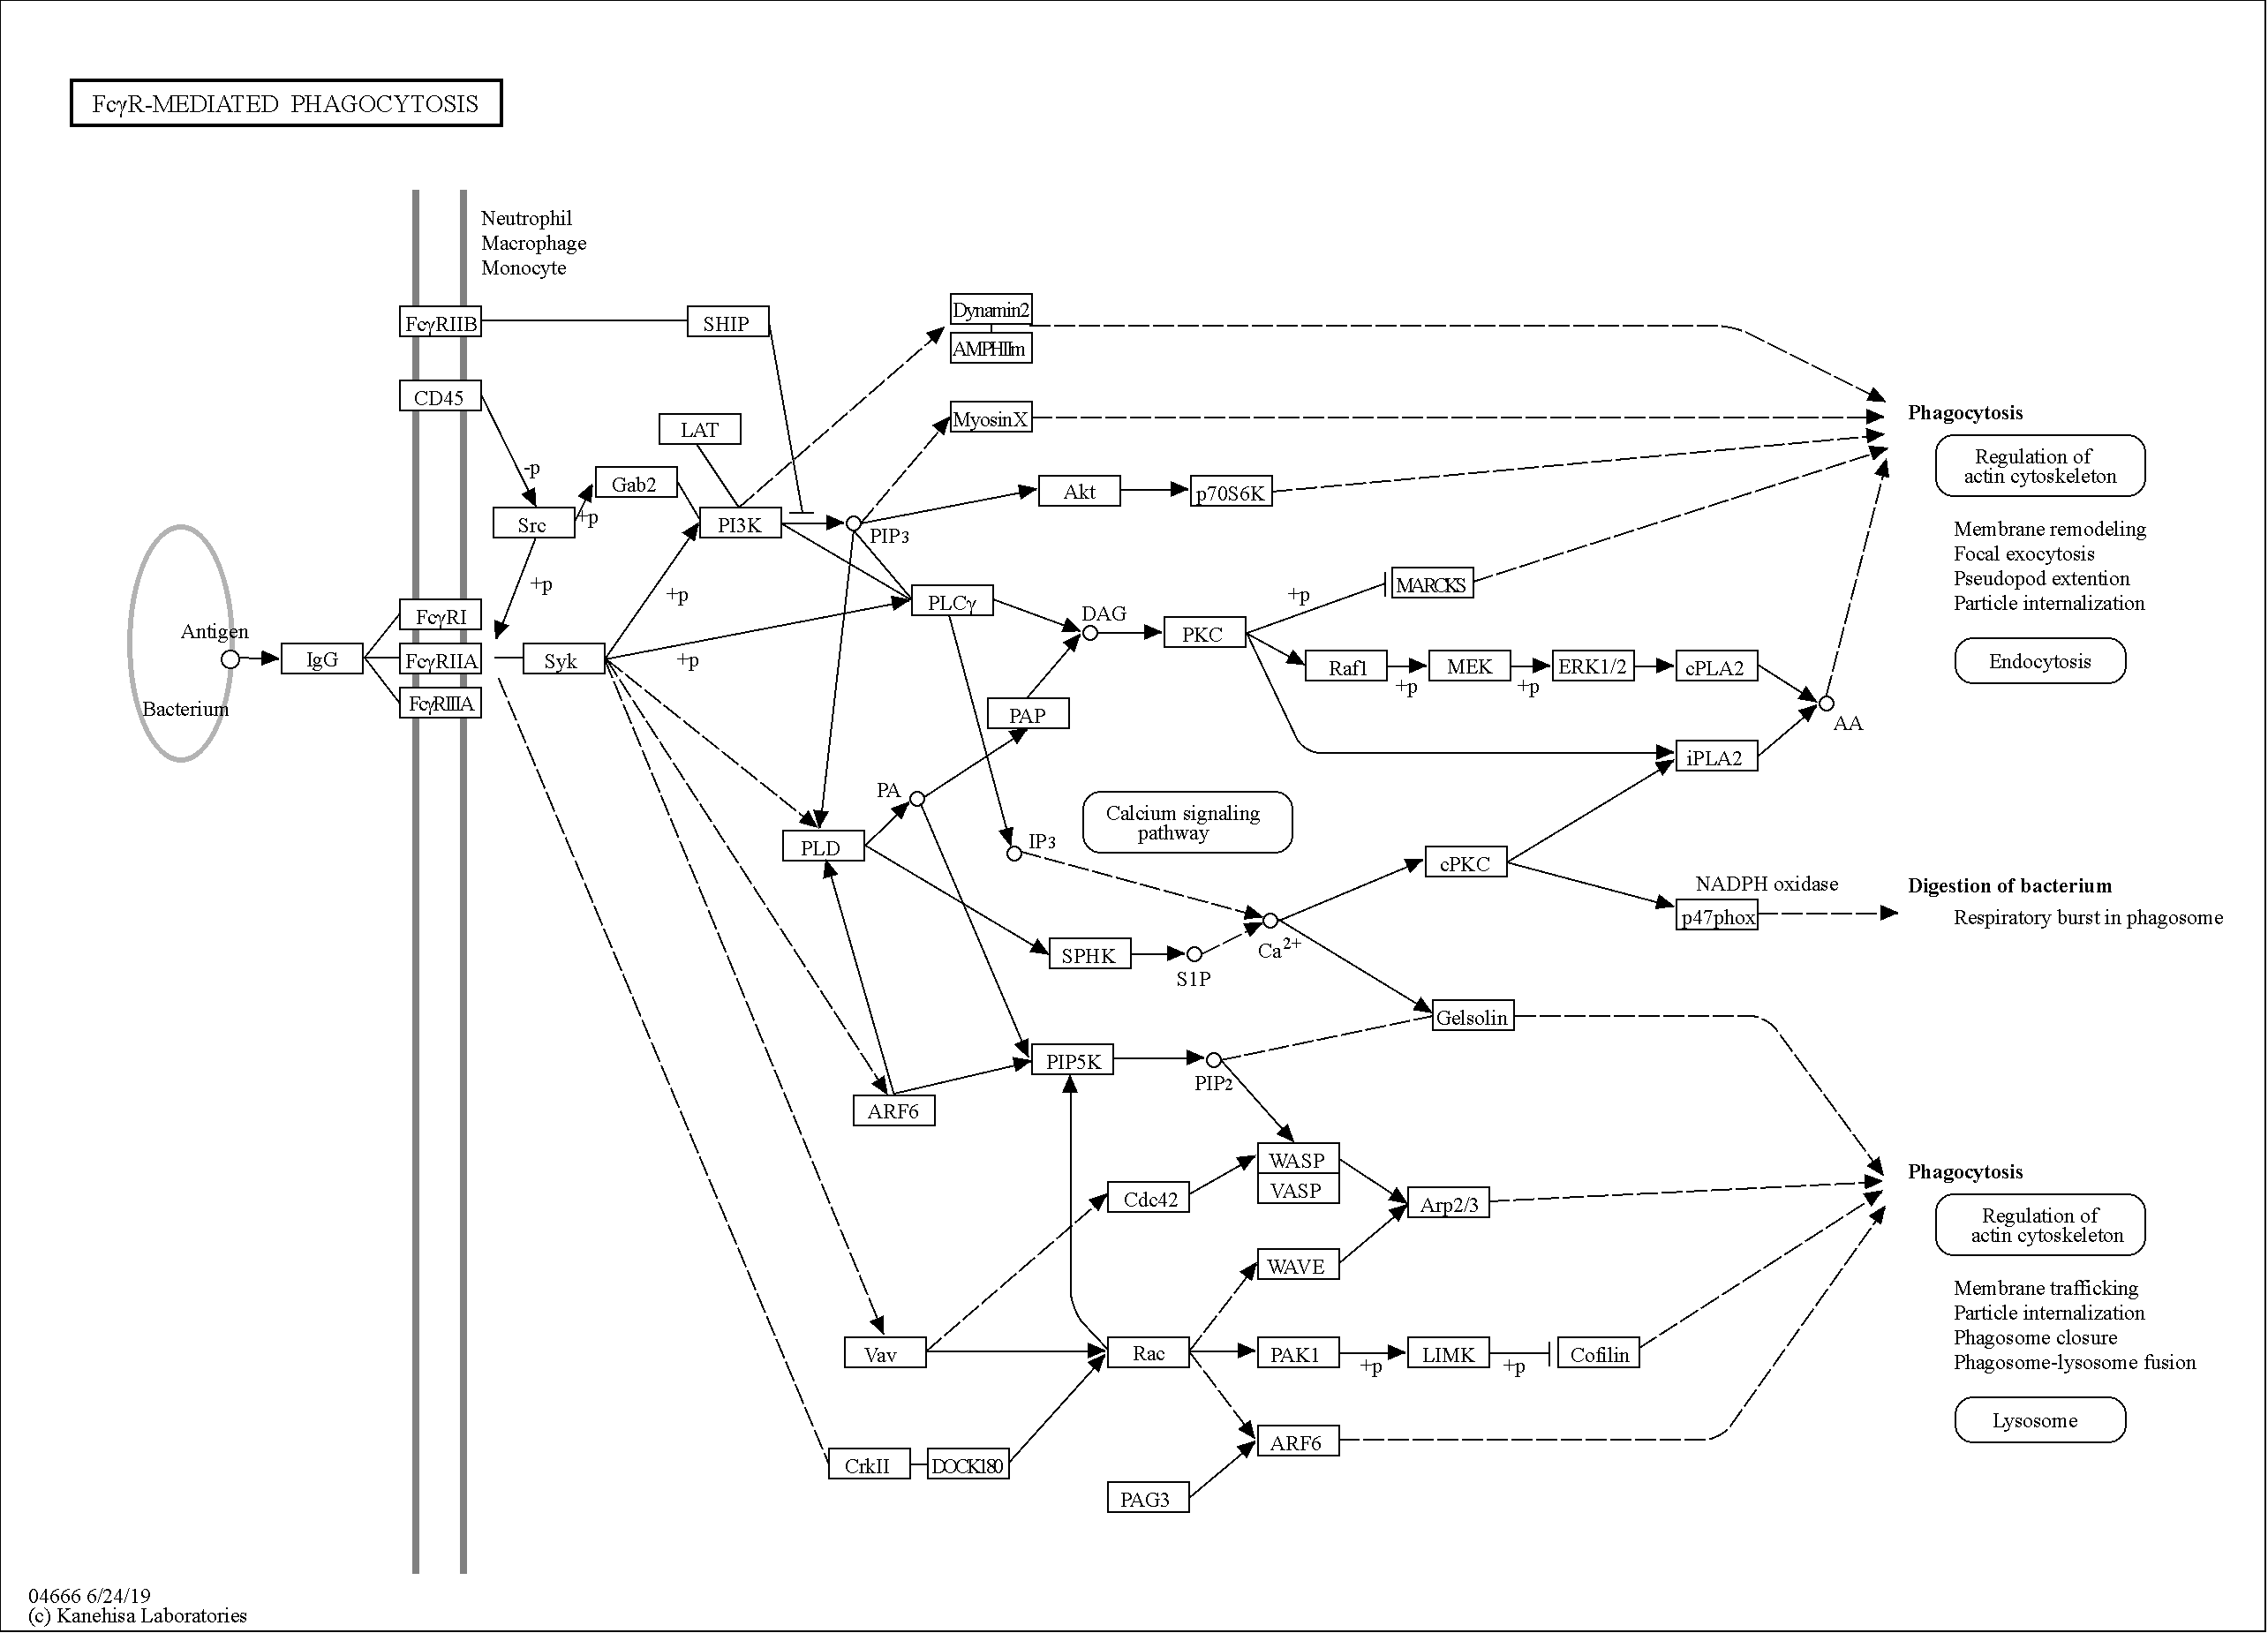 FcγR-MEDIATED PHAGOCYTOSIS
Neutrophil
Macrophage
Monocyte
FcγRIIB
SHIP
Dynamin2
AMPHIIm
CD45
LAT
MyosinX
Phagocytosis
Regulation of
actin cytoskeleton
-p
Gab2
+p
Src
PI3K
PIP3
Akt
p70S6K
Membrane remodeling
Focal exocytosis
Pseudopod extention
Particle internalization
+p
+p
PLCγ
DAG
PKC
+p
MARCKS
Antigen
IgG
FcγRI
FcγRIIA
FcγRIIIA
Syk
+p
Raf1
+p
MEK
+p
ERK1/2
cPLA2
Endocytosis
Bacterium
PAP
AA
iPLA2
PA
PLD
IP3
Calcium signaling
pathway
cPKC
NADPH oxidase
p47phox
Digestion of bacterium
Respiratory burst in phagosome
SPHK
S1P
Ca2+
Gelsolin
PIP5K
PIP2
ARF6
WASP
VASP
Cdc42
Arp2/3
Phagocytosis
Regulation of
actin cytoskeleton
WAVE
Membrane trafficking
Particle internalization
Phagosome closure
Phagosome-lysosome fusion
Vav
Rac
PAK1
+p
LIMK
+p
Cofilin
Lysosome
CrkII
DOCK180
ARF6
PAG3
04666 6/24/19
(c) Kanehisa Laboratories